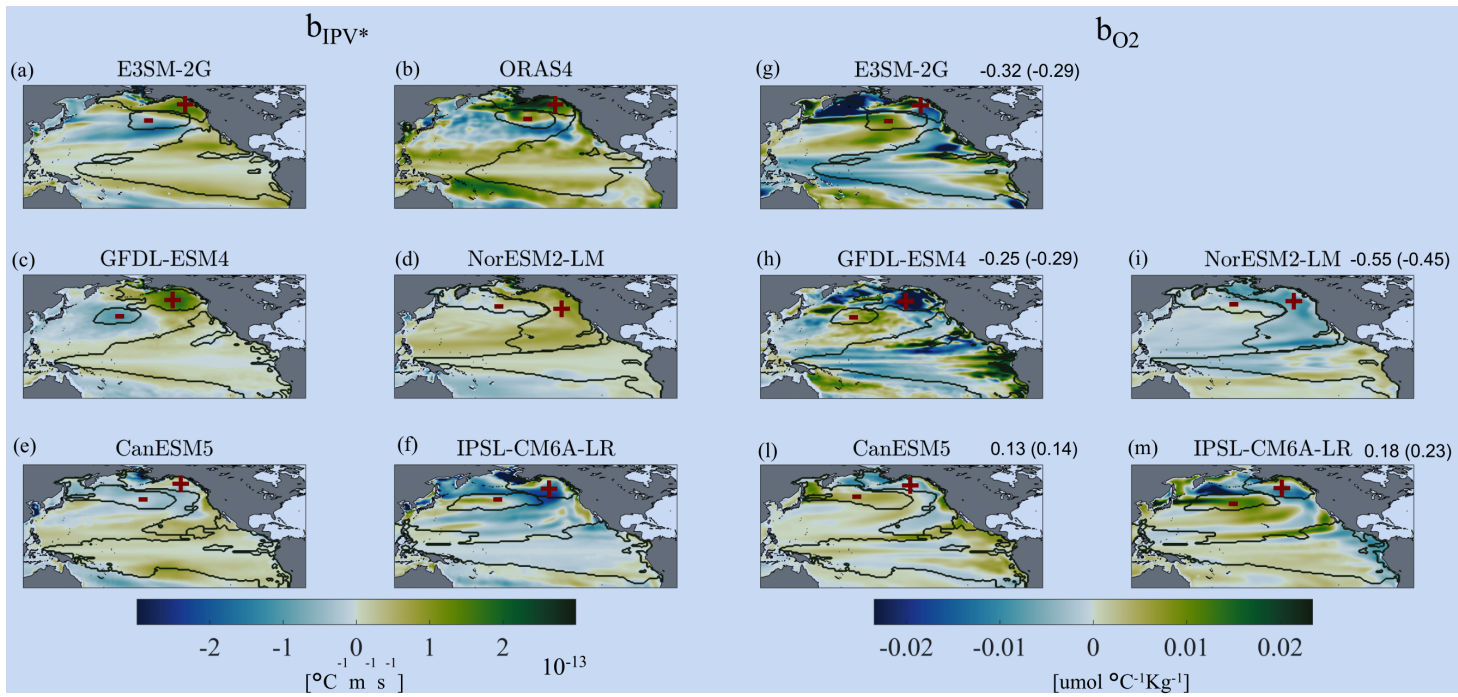 b_IPV* b_O2
(a) E3SM-2G (b) ORAS4 (g) E3SM-2G -0.32 (-0.29)
+ - + - + -
(c) GFDL-ESM4 (d) NorESM2-LM (h) GFDL-ESM4 -0.25 (-0.29) (i) NorESM2-LM -0.55 (-0.45)
+ - - + + - - +
(e) CanESM5 (f) IPSL-CM6A-LR (l) CanESM5 0.13 (0.14) (m) IPSL-CM6A-LR 0.18 (0.23)
+ - + - + - + -
-2 -1 0 1 2 -0.02 -0.01 0 0.01 0.02
10⁻¹³
[°C⁻¹ m⁻¹ s⁻¹] [umol °C⁻¹Kg⁻¹]